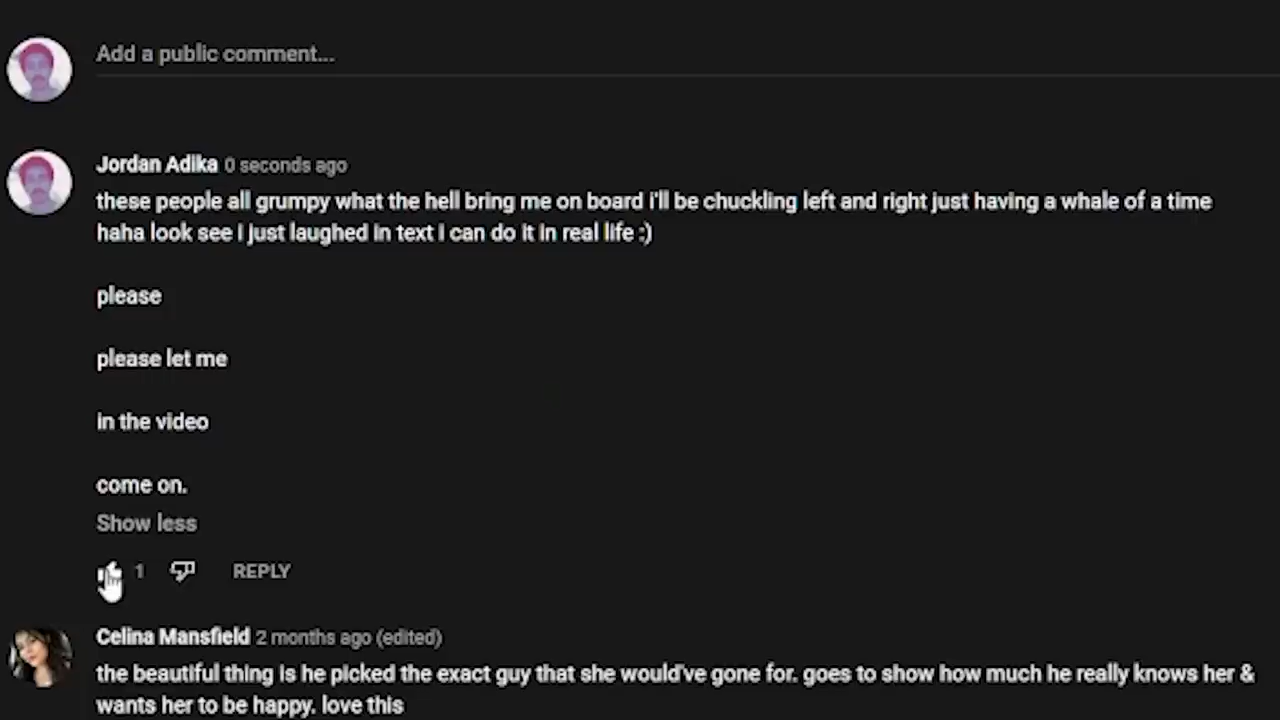 Add a public comment...
Jordan Adika 0 seconds ago
these people all grumpy what the hell bring me on board i'll be chuckling left and right just having a whale of a time
haha look see i just laughed in text i can do it in real life :)
please
please let me
in the video
come on.
Show less
1 REPLY
Celina Mansfield 2 months ago (edited)
the beautiful thing is he picked the exact guy that she would've gone for. goes to show how much he really knows her &
wants her to be happy. love this